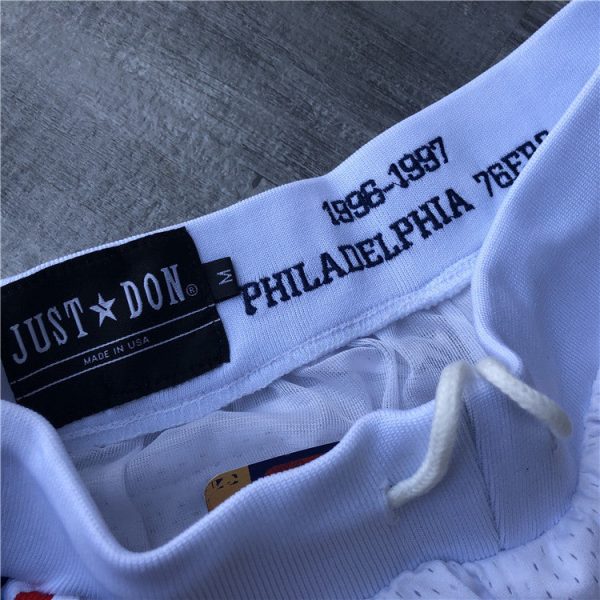 1996-1997
PHILADELPHIA 76ERS
JUST★DON®
MADE IN USA
M